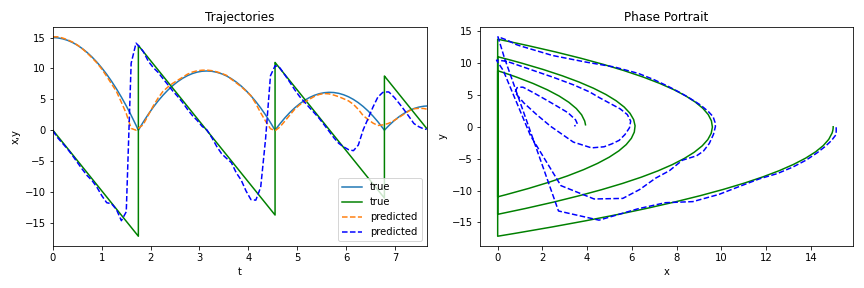 Trajectories
x,y
15
10
5
0
−5
−10
−15
0 1 2 3 4 5 6 7
t
true
true
predicted
predicted
Phase Portrait
y
15
10
5
0
−5
−10
−15
0 2 4 6 8 10 12 14
x